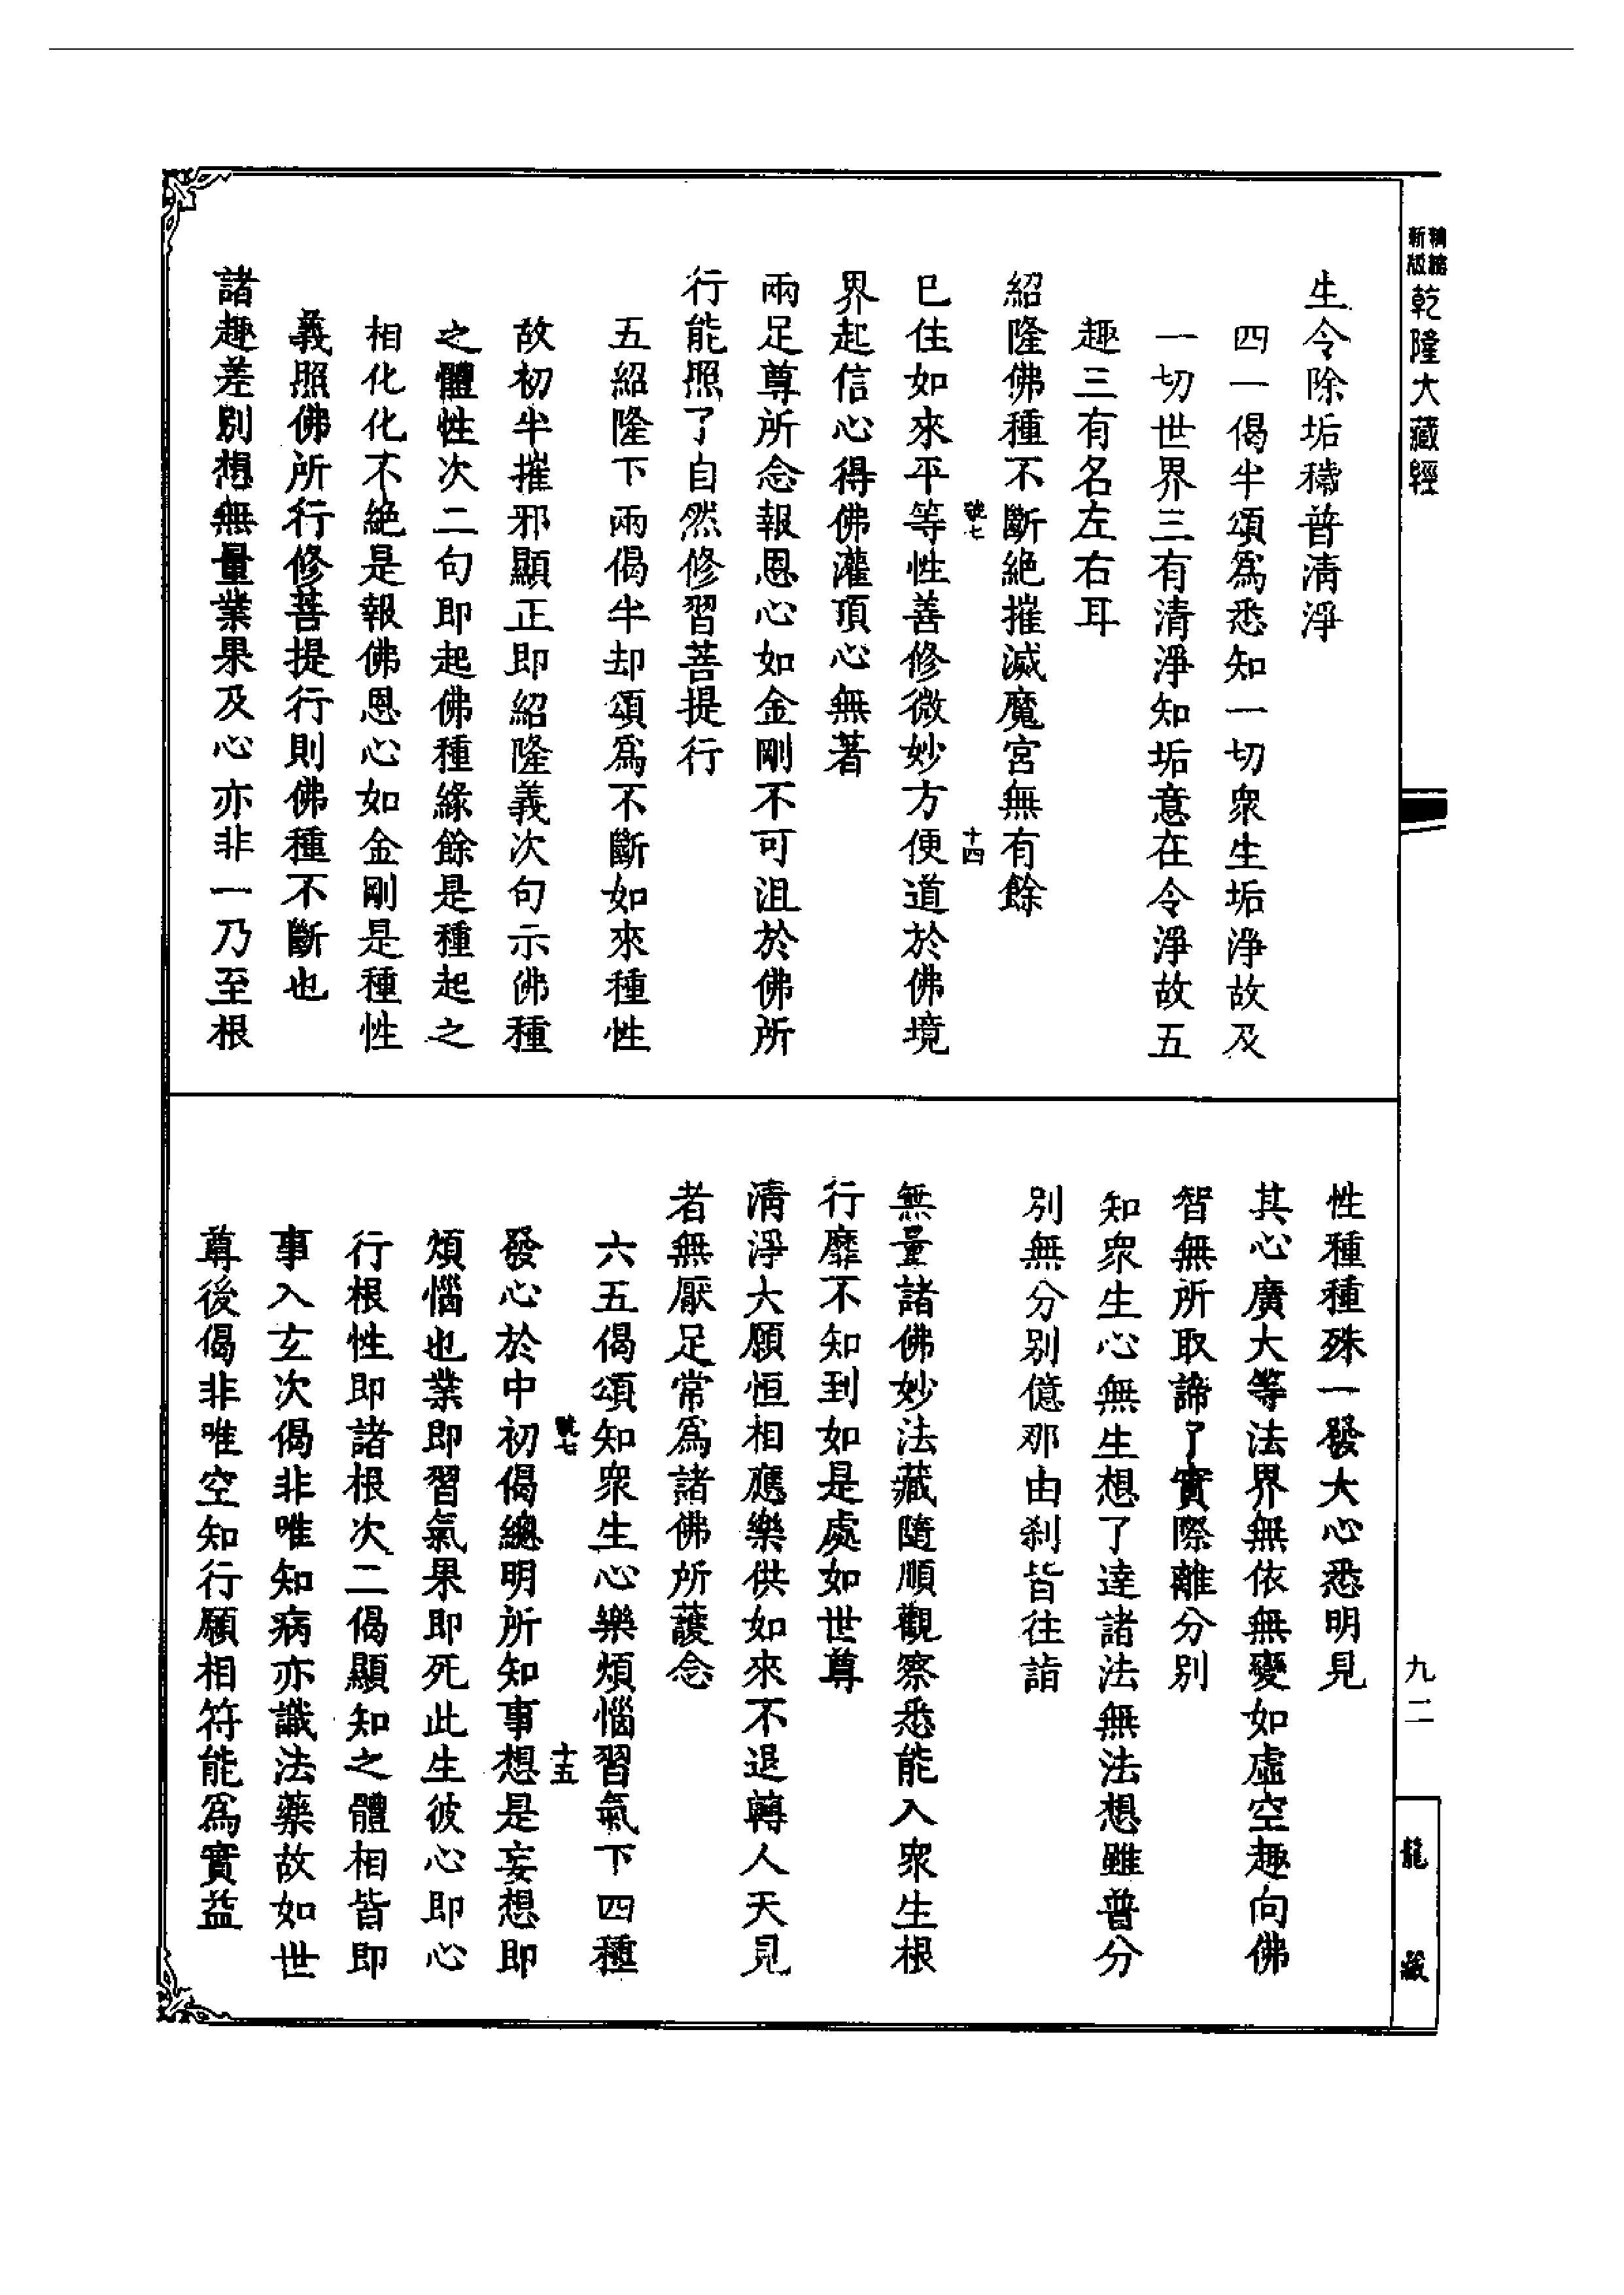 精縮
新版
乾隆大藏經
生令除垢穢普淸淨
四一偈半頌爲悉知一切衆生垢淨故及
一切世界三有清淨知垢意在令淨故五
趣三有名左右耳
紹隆佛種不斷絶摧滅魔宮無有餘
號七
十四
已住如來平等性善修微妙方便道於佛境
界起信心得佛灌頂心無著
兩足尊所念報恩心如金剛不可沮於佛所
行能照了自然修習菩提行
五紹隆下兩偈半却頌爲不斷如來種性
故初半摧邪顯正即紹隆義次句示佛種
之體性次二句即起佛種緣餘是種起之
相化化不絶是報佛恩心如金剛是種性
義照佛所行修菩提行則佛種不斷也
諸趣差別想無量業果及心亦非一乃至根
性種種殊一發大心悉明見
其心廣大等法界無依無變如虛空趣向佛
智無所取諦了實際離分別
知衆生心無生想了達諸法無法想雖普分
別無分别億那由刹皆往詣
無量諸佛妙法藏隨順觀察悉能入衆生根
行靡不知到如是處如世尊
淸淨大願恒相應樂供如來不退轉人天見
者無厭足常爲諸佛所護念
六五偈頌知衆生心樂煩惱習氣下四種
號七
十五
發心於中初偈總明所知事想是妄想即
煩惱也業即習氣果即死此生彼心即心
行根性即諸根次二偈顯知之體相皆即
事入玄次偈非唯知病亦識法藥故如世
尊後偈非唯空知行願相符能爲實益
九二
龍藏